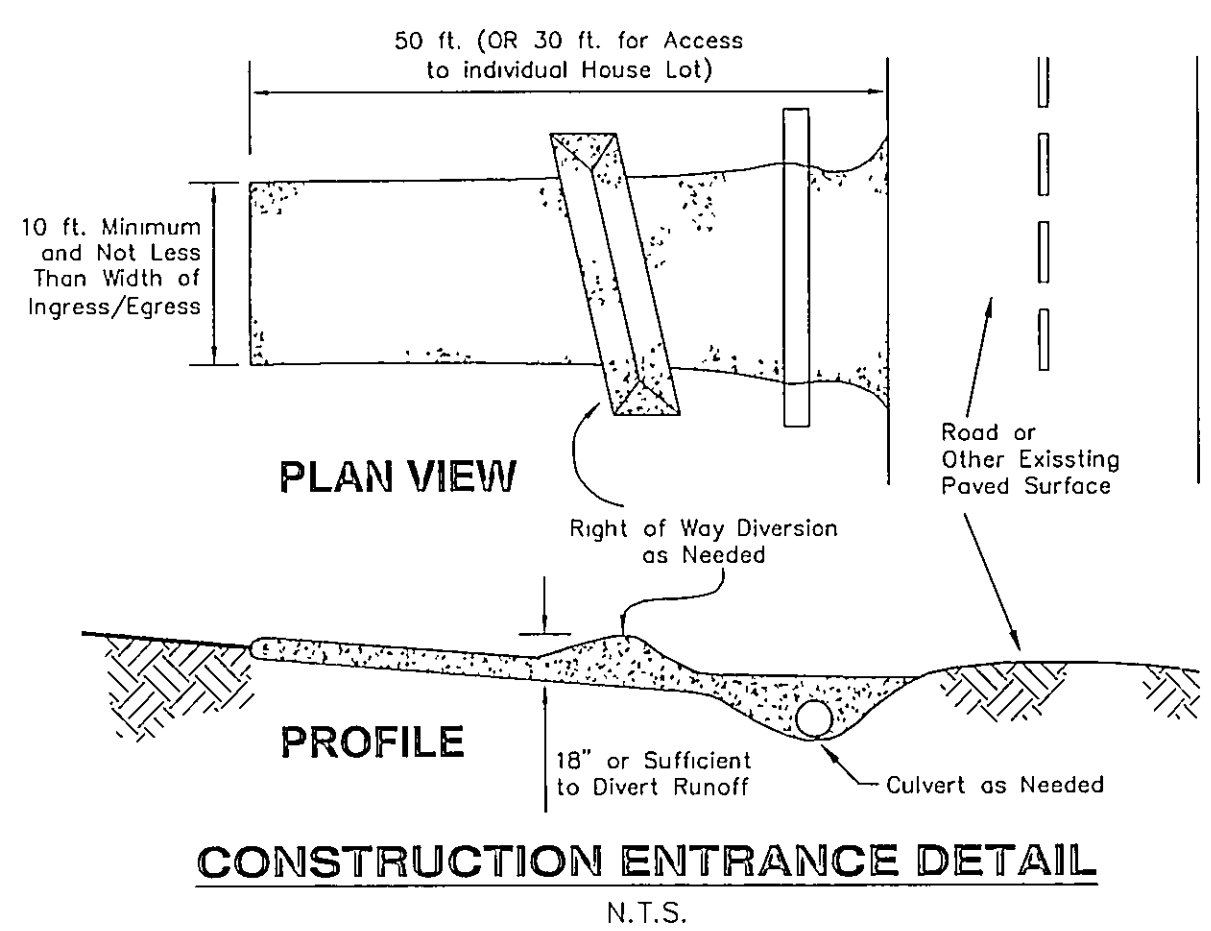 50 ft. (OR 30 ft. for Access
to individual House Lot)
10 ft. Minimum
and Not Less
Than Width of
Ingress/Egress
PLAN VIEW
Road or
Other Exissting
Paved Surface
Right of Way Diversion
as Needed
PROFILE
18" or Sufficient
to Divert Runoff
Culvert as Needed
CONSTRUCTION ENTRANCE DETAIL
N.T.S.